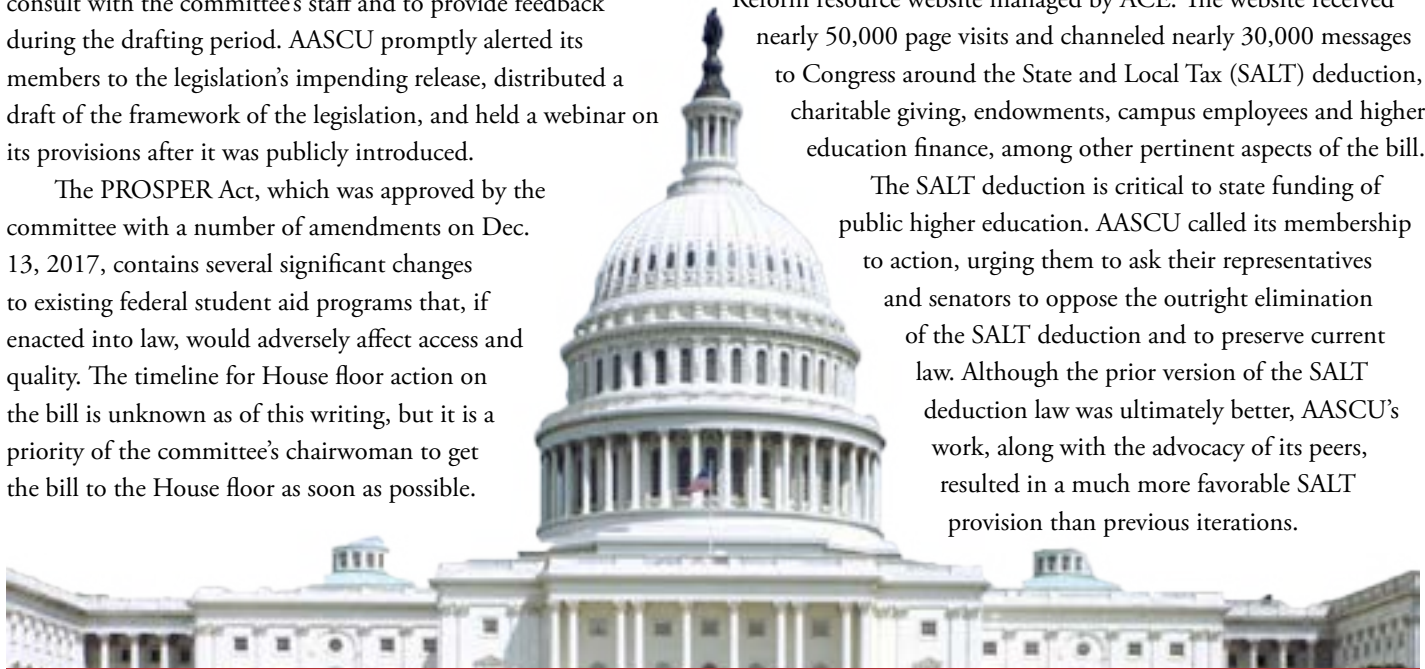 consult with the committee's staff and to provide feedback
during the drafting period. AASCU promptly alerted its
members to the legislation's impending release, distributed a
draft of the framework of the legislation, and held a webinar on
its provisions after it was publicly introduced.
The PROSPER Act, which was approved by the
committee with a number of amendments on Dec.
13, 2017, contains several significant changes
to existing federal student aid programs that, if
enacted into law, would adversely affect access and
quality. The timeline for House floor action on
the bill is unknown as of this writing, but it is a
priority of the committee's chairwoman to get
the bill to the House floor as soon as possible.
Reform resource website managed by ACE. The website received
nearly 50,000 page visits and channeled nearly 30,000 messages
to Congress around the State and Local Tax (SALT) deduction,
charitable giving, endowments, campus employees and higher
education finance, among other pertinent aspects of the bill.
The SALT deduction is critical to state funding of
public higher education. AASCU called its membership
to action, urging them to ask their representatives
and senators to oppose the outright elimination
of the SALT deduction and to preserve current
law. Although the prior version of the SALT
deduction law was ultimately better, AASCU's
work, along with the advocacy of its peers,
resulted in a much more favorable SALT
provision than previous iterations.